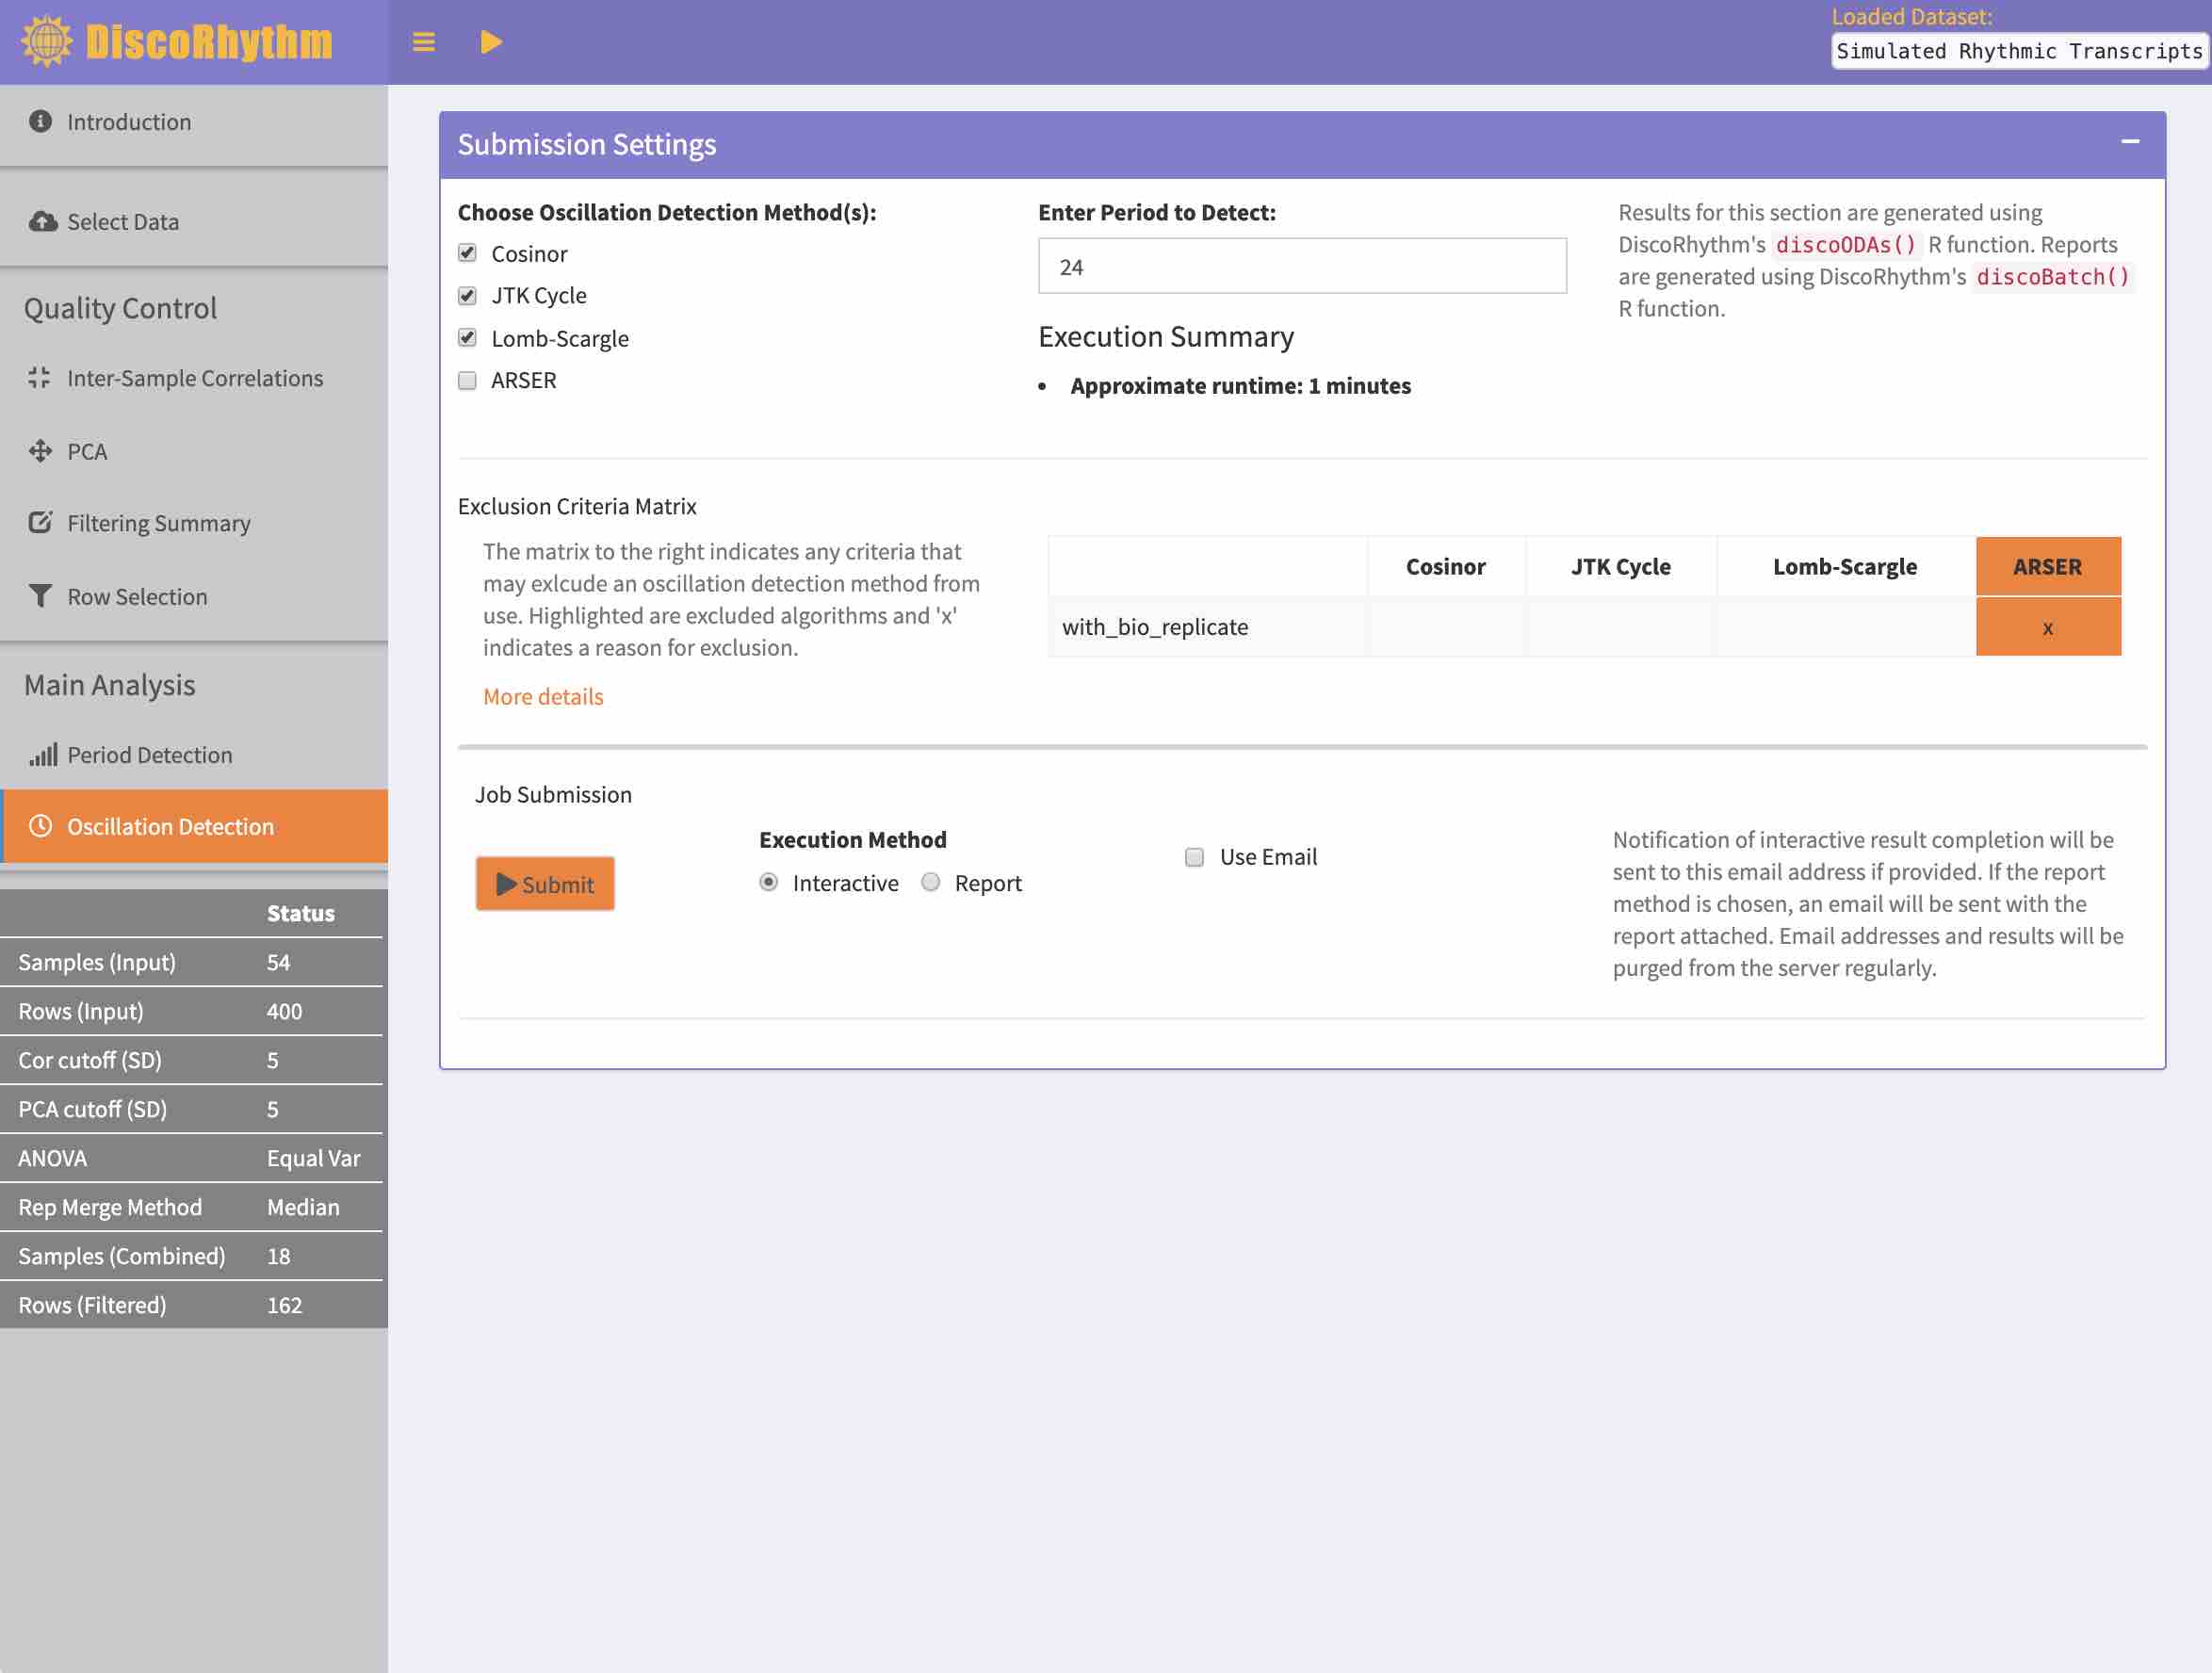 DiscoRhythm
Loaded Dataset:
Simulated Rhythmic Transcripts
Introduction
Select Data
Quality Control
Inter-Sample Correlations
PCA
Filtering Summary
Row Selection
Main Analysis
Period Detection
Oscillation Detection
Status
Samples (Input) 54
Rows (Input) 400
Cor cutoff (SD) 5
PCA cutoff (SD) 5
ANOVA Equal Var
Rep Merge Method Median
Samples (Combined) 18
Rows (Filtered) 162
Submission Settings
Choose Oscillation Detection Method(s):
Cosinor
JTK Cycle
Lomb-Scargle
ARSER
Enter Period to Detect:
24
Execution Summary
• Approximate runtime: 1 minutes
Results for this section are generated using
DiscoRhythm's discoODAs() R function. Reports
are generated using DiscoRhythm's discoBatch()
R function.
Exclusion Criteria Matrix
The matrix to the right indicates any criteria that
may exlcude an oscillation detection method from
use. Highlighted are excluded algorithms and 'x'
indicates a reason for exclusion.
More details
Cosinor JTK Cycle Lomb-Scargle ARSER
with_bio_replicate x
Job Submission
Submit
Execution Method
Interactive Report
Use Email
Notification of interactive result completion will be
sent to this email address if provided. If the report
method is chosen, an email will be sent with the
report attached. Email addresses and results will be
purged from the server regularly.